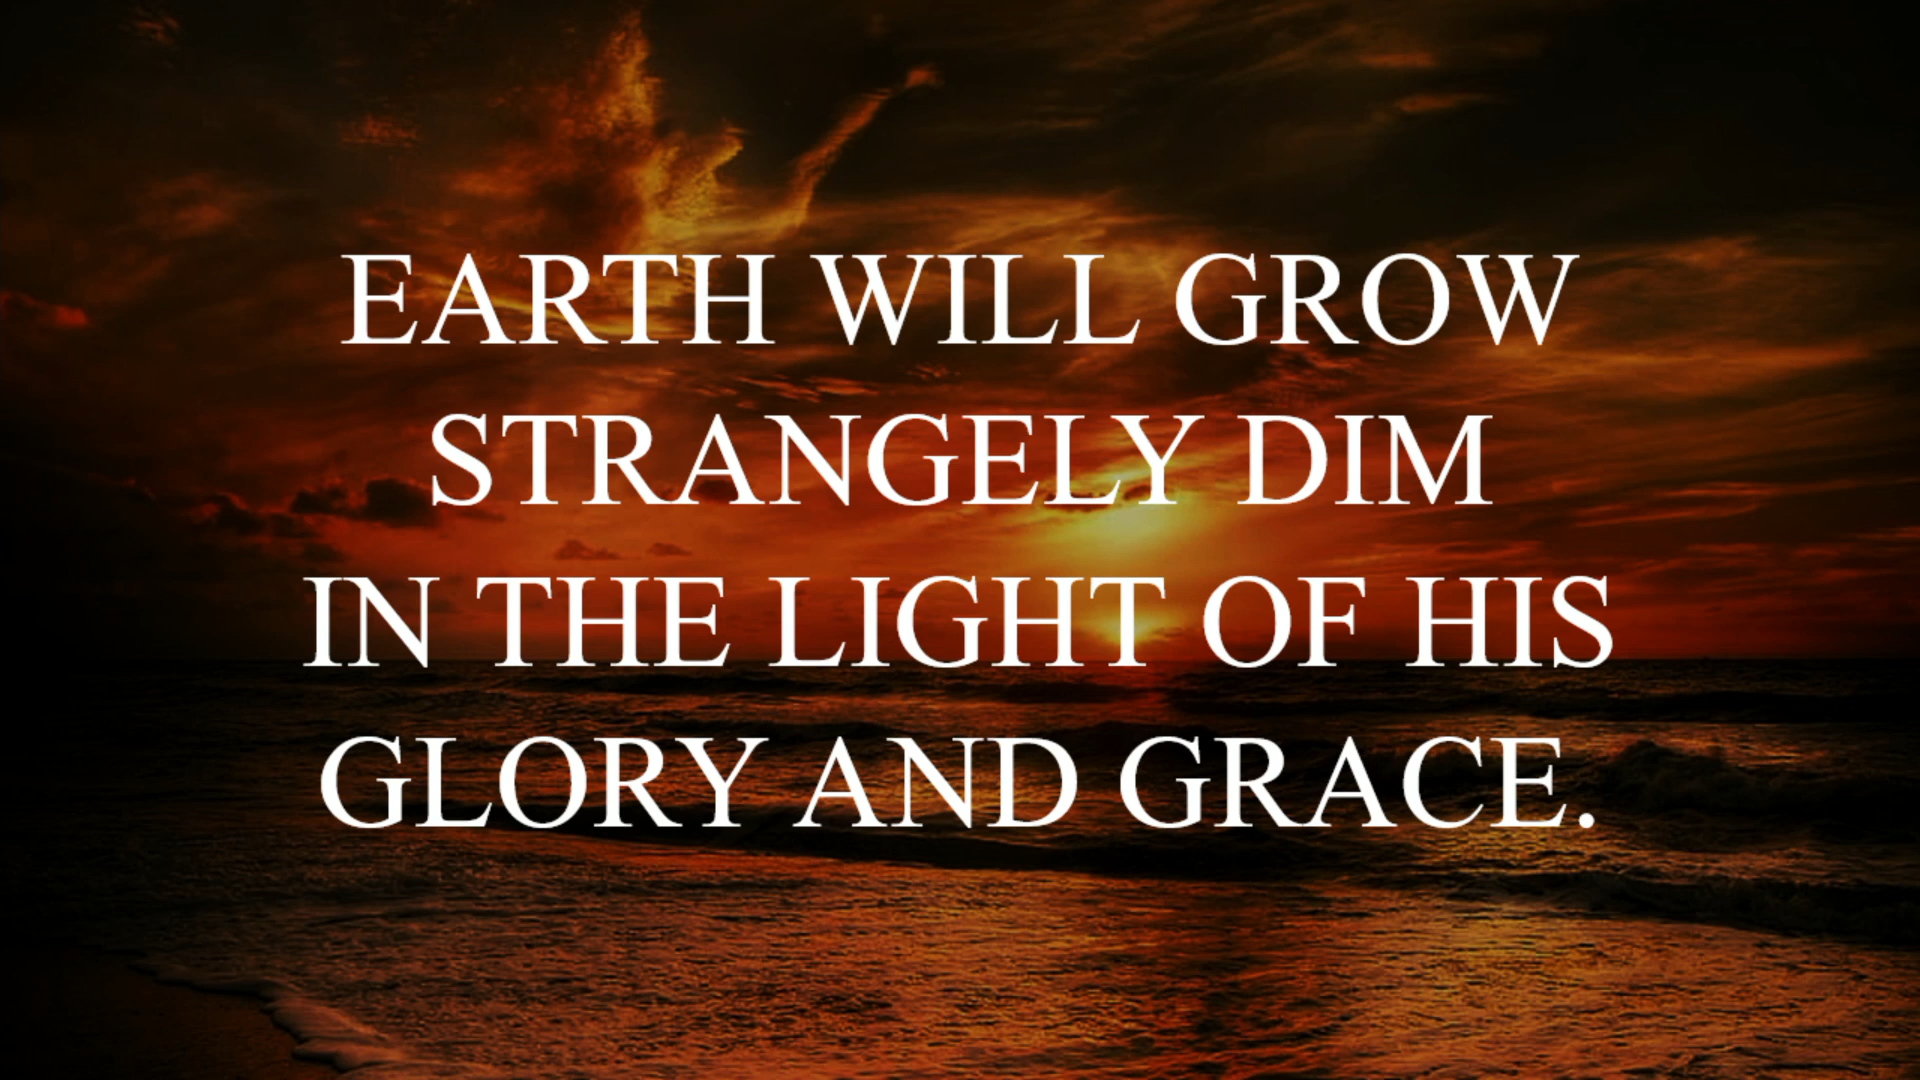 EARTH WILL GROW
STRANGELY DIM
IN THE LIGHT OF HIS
GLORY AND GRACE.